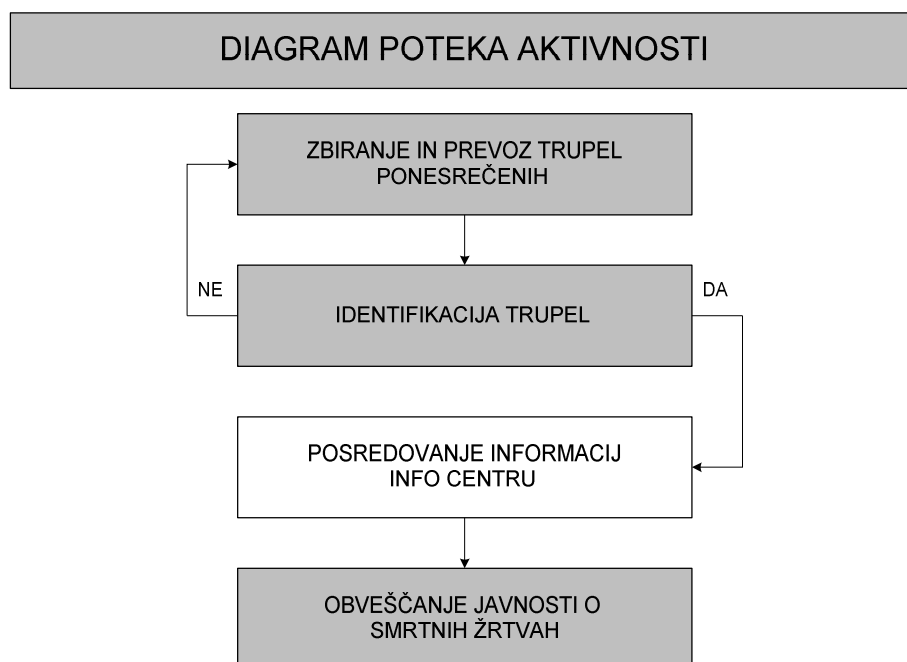 DIAGRAM POTEKA AKTIVNOSTI
ZBIRANJE IN PREVOZ TRUPEL
PONESREČENIH
NE
IDENTIFIKACIJA TRUPEL
DA
POSREDOVANJE INFORMACIJ
INFO CENTRU
OBVEŠČANJE JAVNOSTI O
SMRTNIH ŽRTVAH